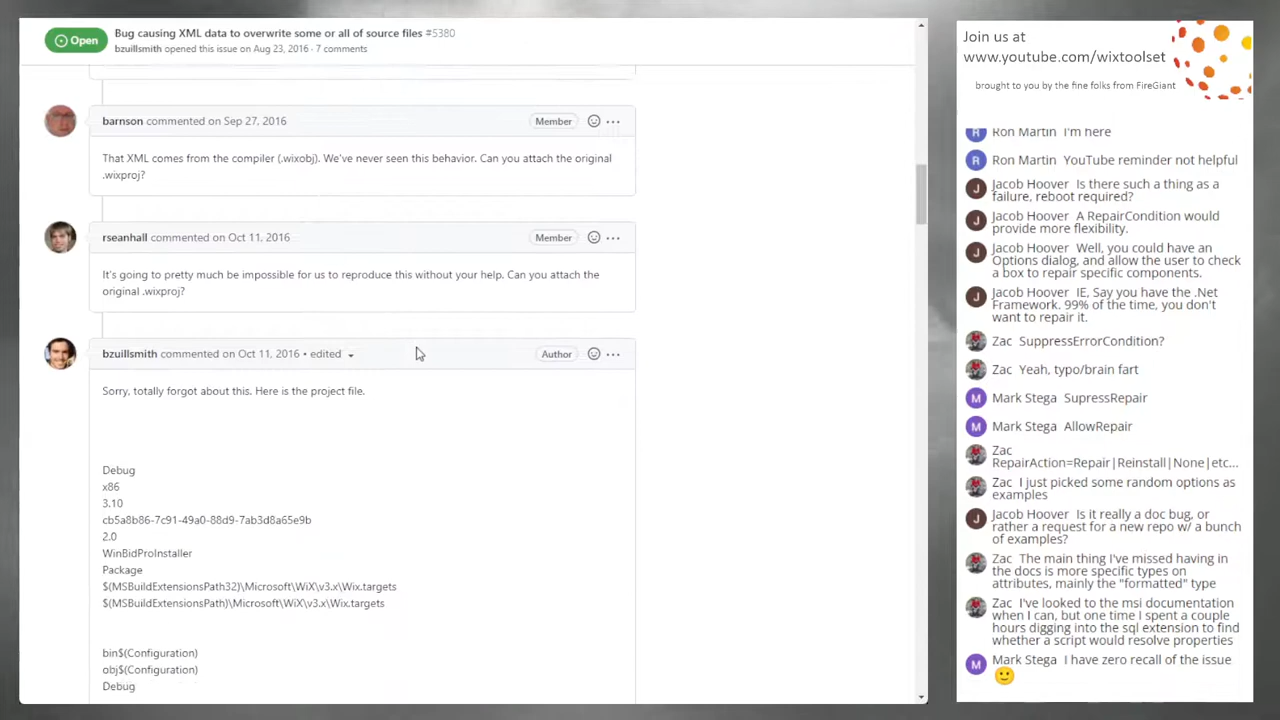 Open
Bug causing XML data to overwrite some or all of source files #5380
bzuillsmith opened this issue on Aug 23, 2016 · 7 comments
barnson commented on Sep 27, 2016
Member
That XML comes from the compiler (.wixobj). We've never seen this behavior. Can you attach the original
.wixproj?
rseanhall commented on Oct 11, 2016
Member
It's going to pretty much be impossible for us to reproduce this without your help. Can you attach the
original .wixproj?
bzuillsmith commented on Oct 11, 2016 • edited
Author
Sorry, totally forgot about this. Here is the project file.
Debug
x86
3.10
cb5a8b86-7c91-49a0-88d9-7ab3d8a65e9b
2.0
WinBidProInstaller
Package
$(MSBuildExtensionsPath32)\Microsoft\WiX\v3.x\Wix.targets
$(MSBuildExtensionsPath)\Microsoft\WiX\v3.x\Wix.targets
bin$(Configuration)
obj$(Configuration)
Debug
Join us at
www.youtube.com/wixtoolset
brought to you by the fine folks from FireGiant
R Ron Martin I'm here
R Ron Martin YouTube reminder not helpful
J Jacob Hoover Is there such a thing as a
failure, reboot required?
J Jacob Hoover A RepairCondition would
provide more flexibility.
J Jacob Hoover Well, you could have an
Options dialog, and allow the user to check
a box to repair specific components.
J Jacob Hoover IE, Say you have the .Net
Framework. 99% of the time, you don't
want to repair it.
Zac SuppressErrorCondition?
Zac Yeah, typo/brain fart
M Mark Stega SupressRepair
M Mark Stega AllowRepair
Zac
RepairAction=Repair|Reinstall|None|etc...
Zac I just picked some random options as
examples
J Jacob Hoover Is it really a doc bug, or
rather a request for a new repo w/ a bunch
of examples?
Zac The main thing I've missed having in
the docs is more specific types on
attributes, mainly the "formatted" type
Zac I've looked to the msi documentation
when I can, but one time I spent a couple
hours digging into the sql extension to find
whether a script would resolve properties
M Mark Stega I have zero recall of the issue